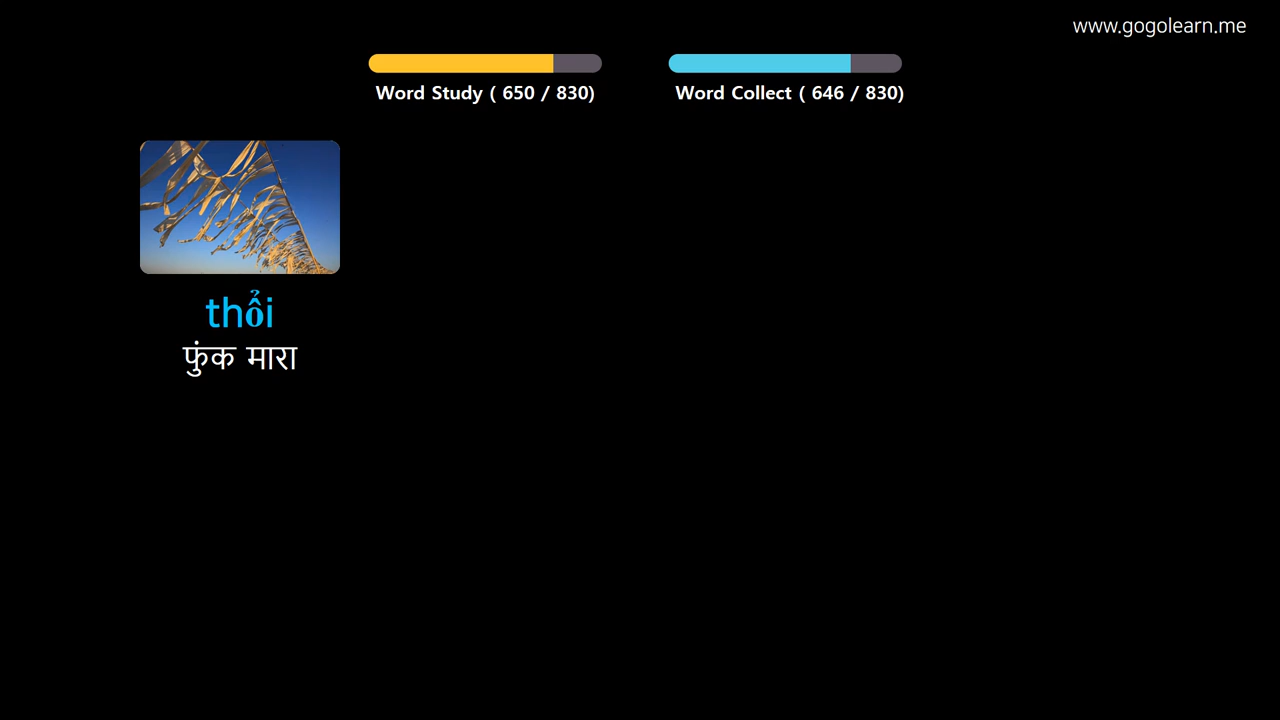 www.gogolearn.me
Word Study ( 650 / 830)
Word Collect ( 646 / 830)
thổi
फुंक मारा